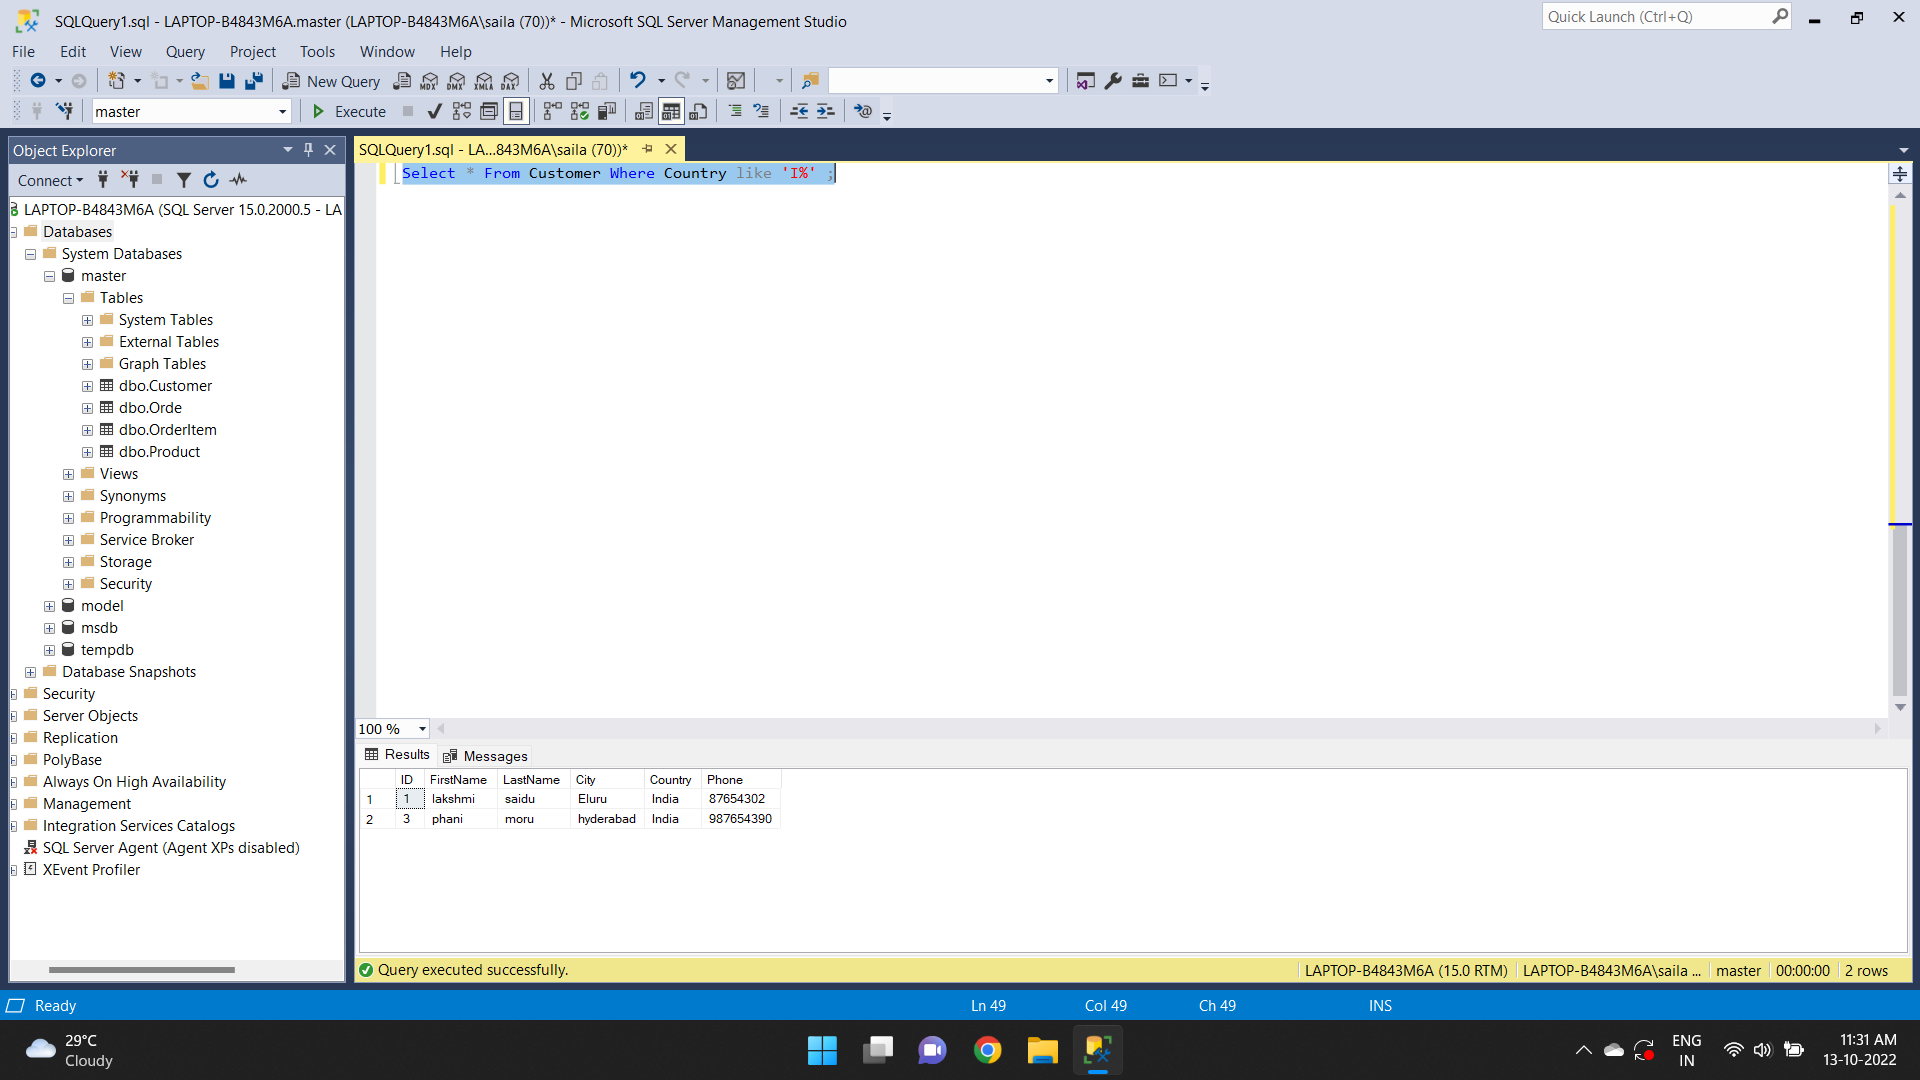 SQLQuery1.sql - LAPTOP-B4843M6A.master (LAPTOP-B4843M6A\saila (70))* - Microsoft SQL Server Management Studio
Quick Launch (Ctrl+Q)
File Edit View Query Project Tools Window Help
New Query MDX DMX XMLA DAX
master Execute
Object Explorer
SQLQuery1.sql - LA...843M6A\saila (70))*
Connect
Select * From Customer Where Country like 'I%' ;
LAPTOP-B4843M6A (SQL Server 15.0.2000.5 - LA
Databases
System Databases
master
Tables
System Tables
External Tables
Graph Tables
dbo.Customer
dbo.Orde
dbo.OrderItem
dbo.Product
Views
Synonyms
Programmability
Service Broker
Storage
Security
model
msdb
tempdb
Database Snapshots
Security
Server Objects
Replication
PolyBase
Always On High Availability
Management
Integration Services Catalogs
SQL Server Agent (Agent XPs disabled)
XEvent Profiler
100 %
Results Messages
ID FirstName LastName City Country Phone
1 1 lakshmi saidu Eluru India 87654302
2 3 phani moru hyderabad India 987654390
Query executed successfully.
LAPTOP-B4843M6A (15.0 RTM) LAPTOP-B4843M6A\saila ... master 00:00:00 2 rows
Ready Ln 49 Col 49 Ch 49 INS
29°C
Cloudy
ENG
IN
11:31 AM
13-10-2022